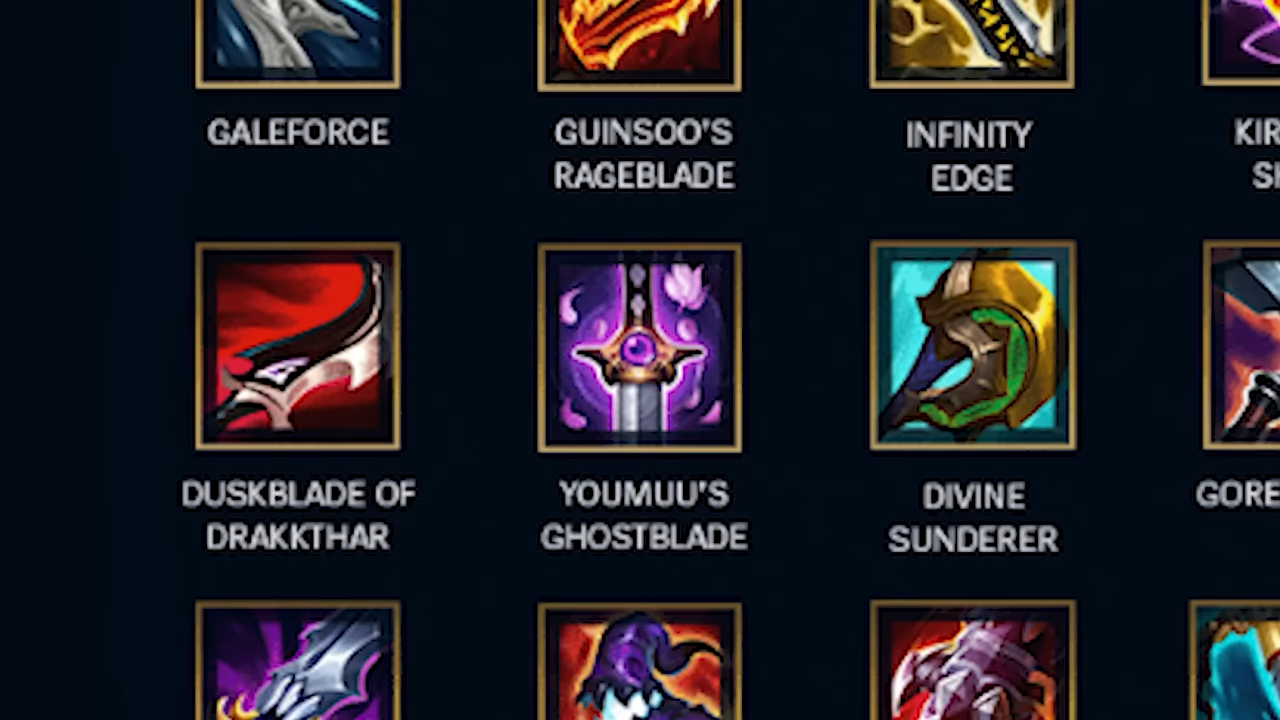 GALEFORCE
GUINSOO'S
RAGEBLADE
INFINITY
EDGE
DUSKBLADE OF
DRAKKTHAR
YOUMUU'S
GHOSTBLADE
DIVINE
SUNDERER